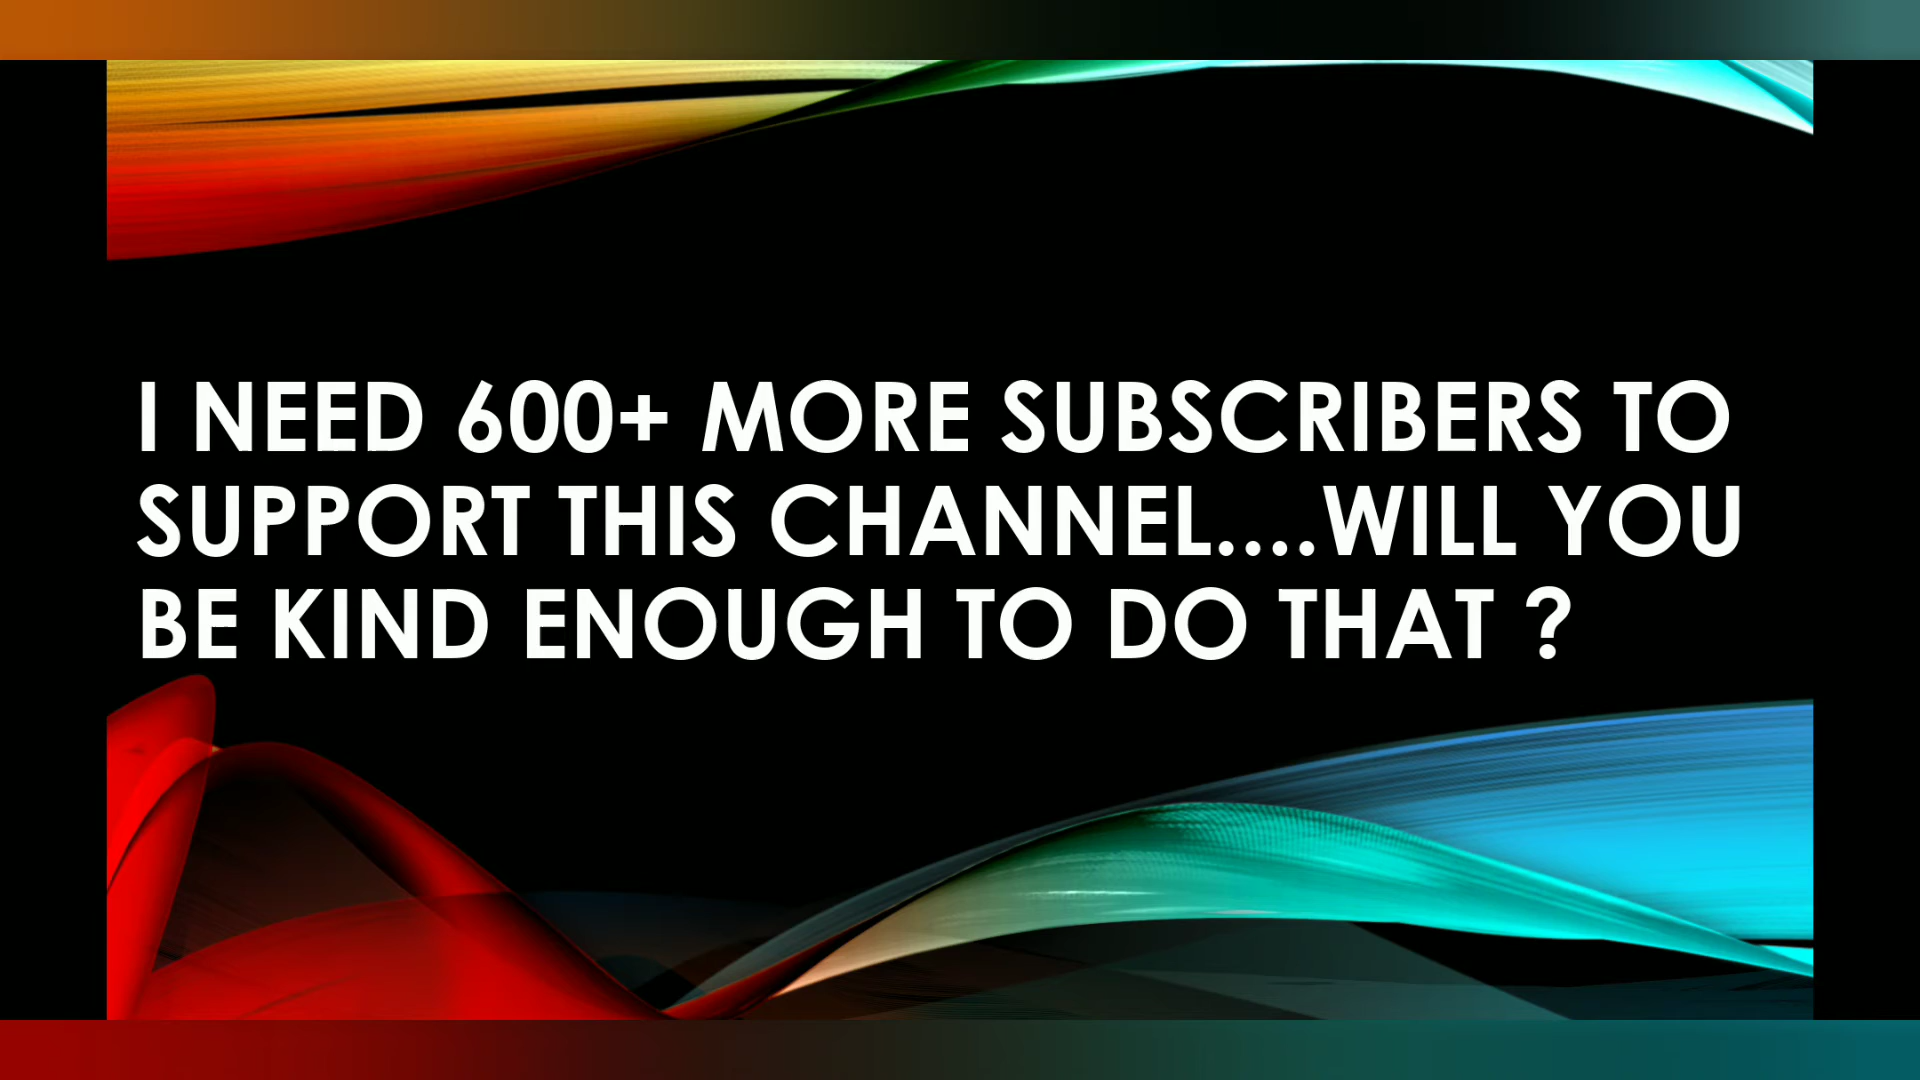 I NEED 600+ MORE SUBSCRIBERS TO
SUPPORT THIS CHANNEL....WILL YOU
BE KIND ENOUGH TO DO THAT ?